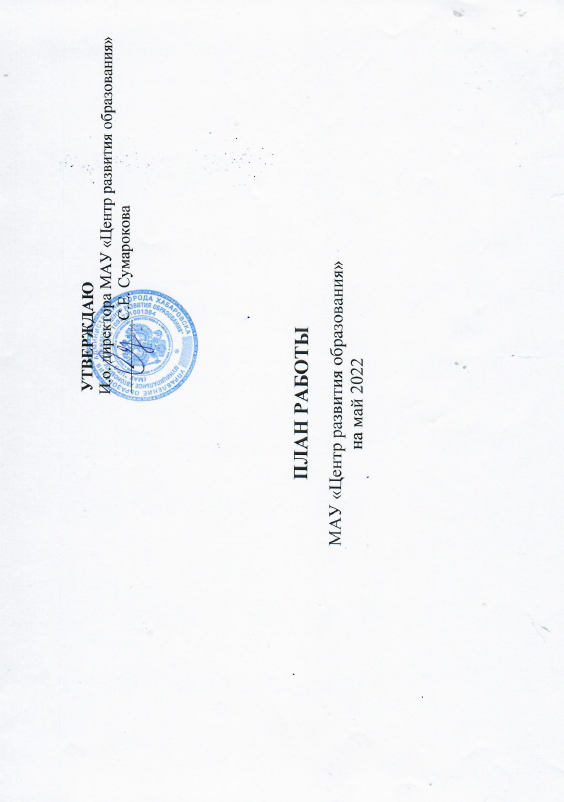 УТВЕРЖДАЮ
И.о. директора МАУ «Центр развития образования»
С.Е. Сумарокова
ПЛАН РАБОТЫ
МАУ «Центр развития образования»
на май 2022